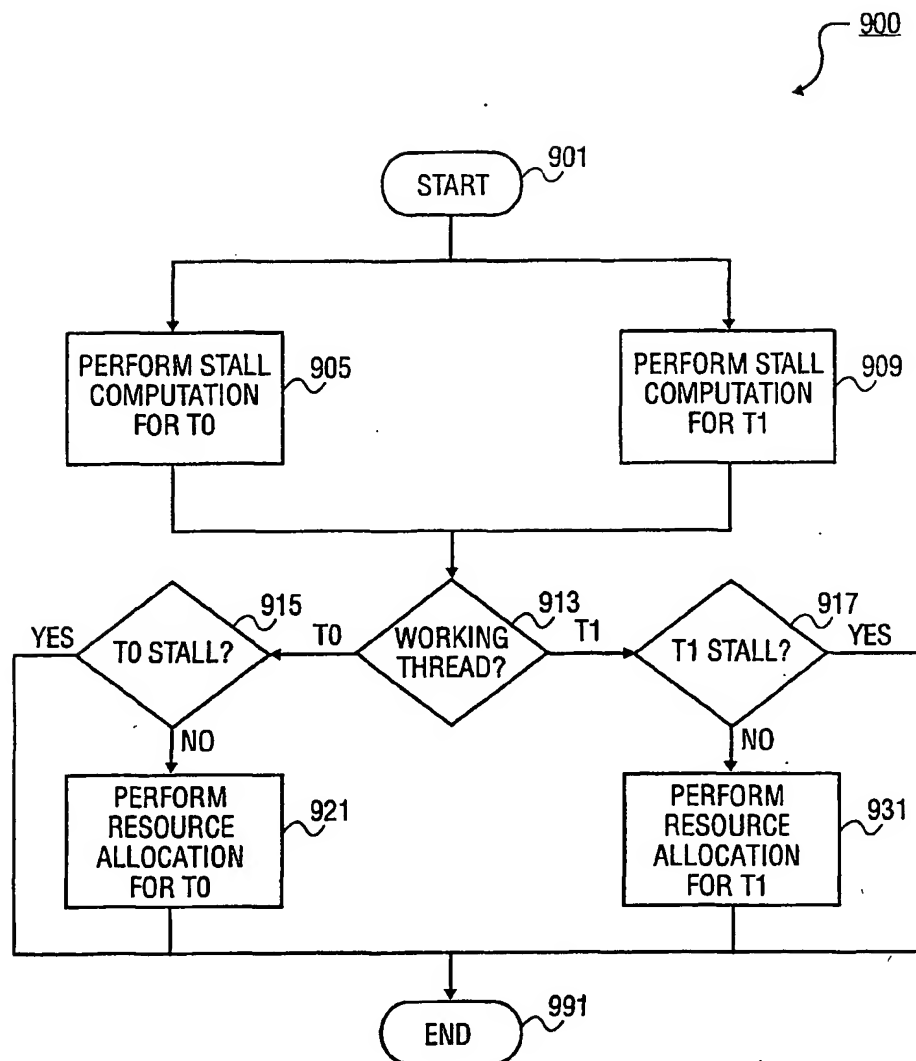 900
START
901
PERFORM STALL
COMPUTATION
FOR T0
905
PERFORM STALL
COMPUTATION
FOR T1
909
YES
T0 STALL?
915
T0
WORKING
THREAD?
913
T1
T1 STALL?
917
YES
NO
NO
PERFORM
RESOURCE
ALLOCATION
FOR T0
921
PERFORM
RESOURCE
ALLOCATION
FOR T1
931
END
991